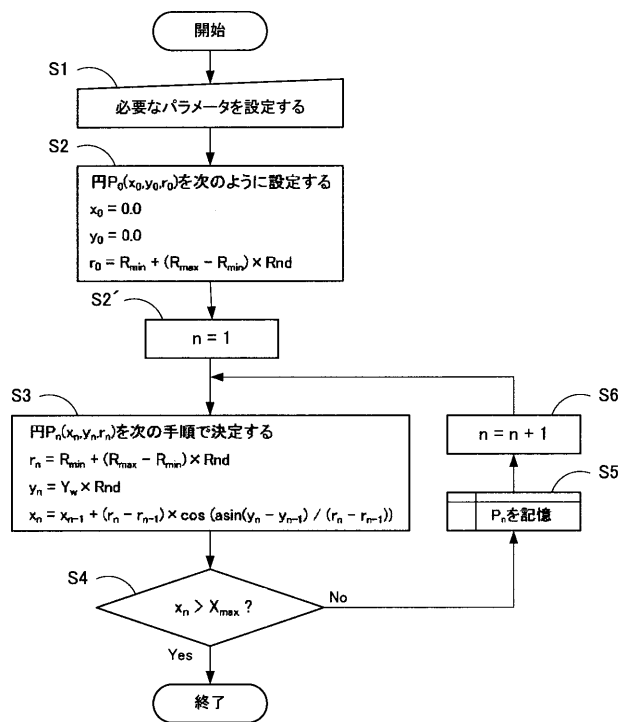 開始
S1
必要なパラメータを設定する
S2
円P₀(x₀,y₀,r₀)を次のように設定する
x₀ = 0.0
y₀ = 0.0
r₀ = Rmin + (Rmax − Rmin) × Rnd
S2´
n = 1
S3
円Pn(xn,yn,rn)を次の手順で決定する
rn = Rmin + (Rmax − Rmin) × Rnd
yn = Yw × Rnd
xn = xn−1 + (rn − rn−1) × cos (asin(yn − yn−1) / (rn − rn−1))
S6
n = n + 1
S5
Pnを記憶
S4
xn > Xmax ?
No
Yes
終了